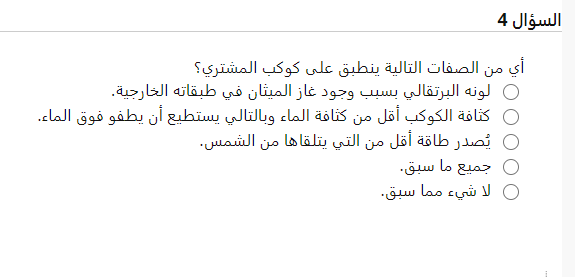 السؤال 4
أي من الصفات التالية ينطبق على كوكب المشتري؟
لونه البرتقالي بسبب وجود غاز الميثان في طبقاته الخارجية.
كثافة الكوكب أقل من كثافة الماء وبالتالي يستطيع أن يطفو فوق الماء.
يُصدر طاقة أقل من التي يتلقاها من الشمس.
جميع ما سبق.
لا شيء مما سبق.